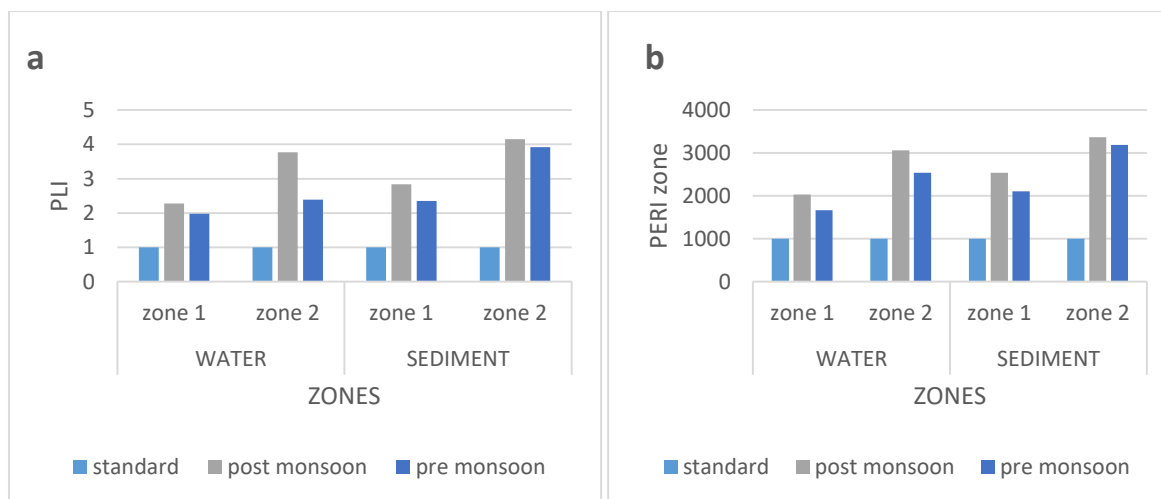 a
5
4
3
2
1
0
PLI
zone 1 zone 2 zone 1 zone 2
WATER SEDIMENT
ZONES
standard post monsoon pre monsoon
b
4000
3000
2000
1000
0
PERI zone
zone 1 zone 2 zone 1 zone 2
WATER SEDIMENT
ZONES
standard post monsoon pre monsoon